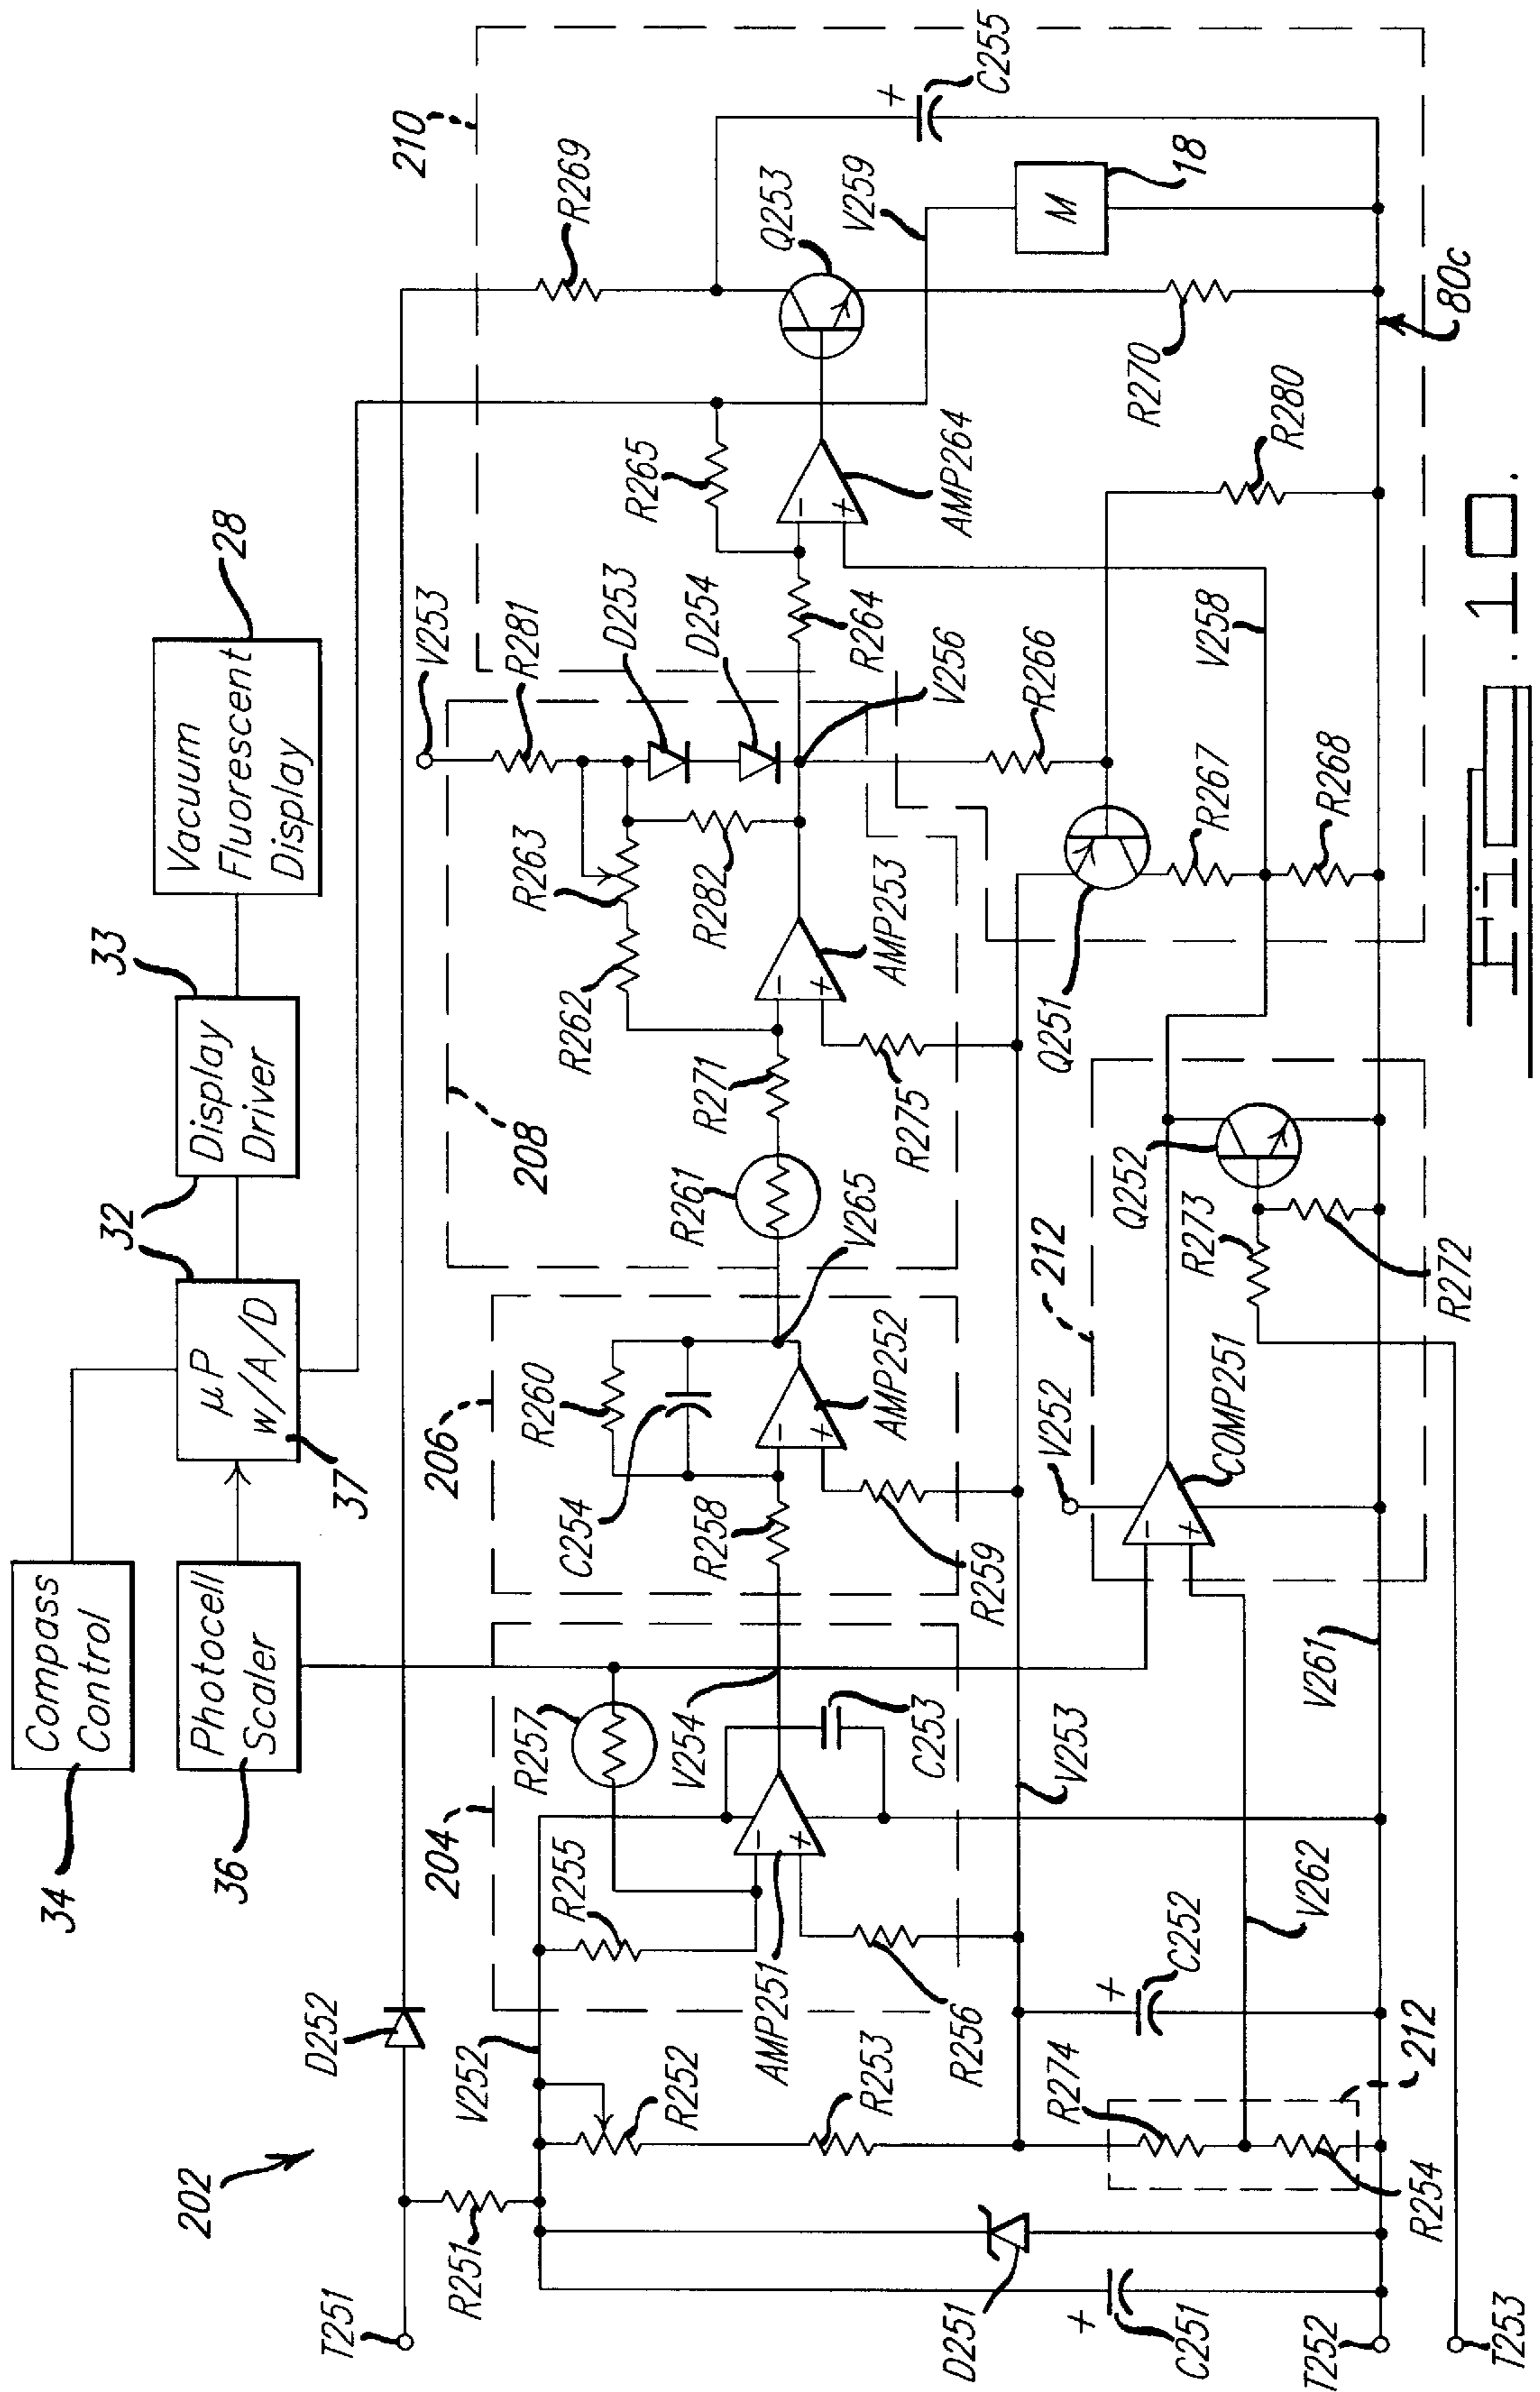 Compass
Control
34
Photocell
Scaler
36
μP
w/A/D
37
32
Display
Driver
33
Vacuum
Fluorescent
Display
28
202
T251
D252
R251
V252
R252
R253
D251
C251
T252
T253
R274
R254
212
C252
V262
V261
V253
204
R255
R257
V254
AMP251
R256
C253
206
R260
C254
R258
AMP252
R259
V265
208
R261
R271
R262
R263
R282
AMP253
R275
V253
R281
D253
D254
V256
212
V252
COMP251
R273
R272
Q252
Q251
R266
R267
R268
V258
210
R264
R265
AMP264
Q253
R269
R270
R280
V259
M
18
C255
80c
+
+
+
−
+
−
+
−
+
−
+
−
+
Fig. 10.